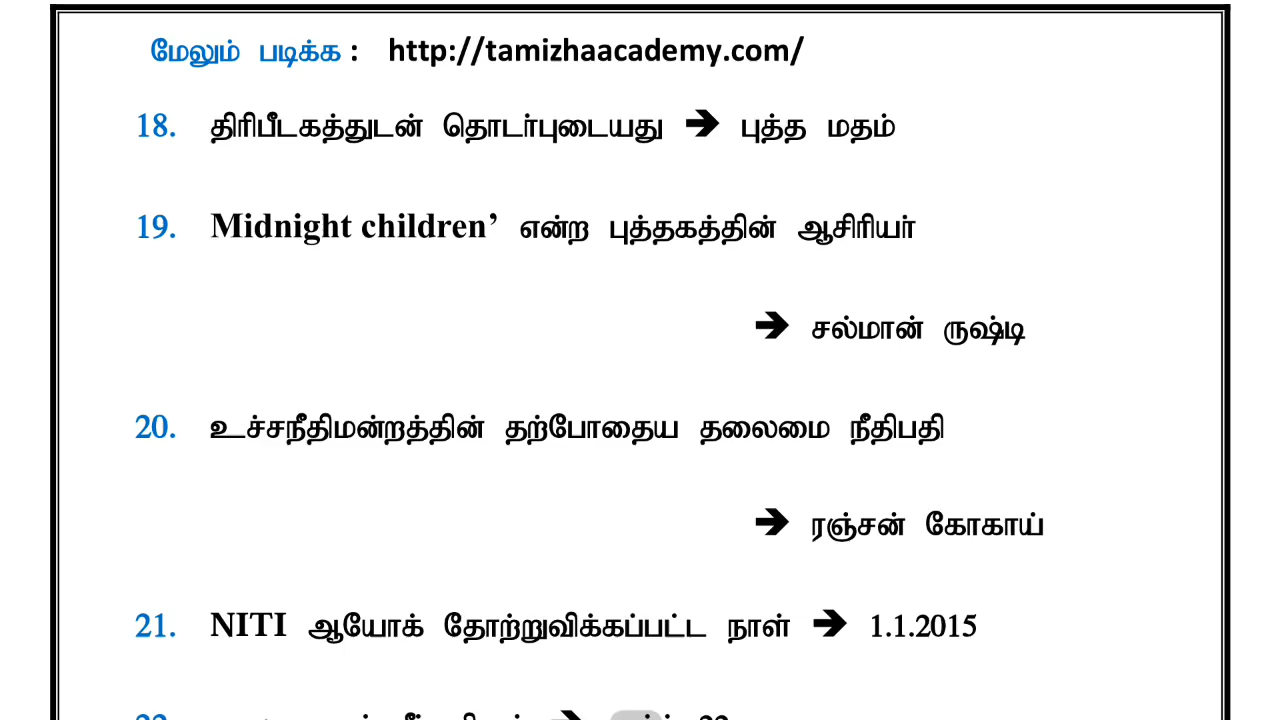 மேலும் படிக்க : http://tamizhaacademy.com/
18. திரிபீடகத்துடன் தொடர்புடையது ➔ புத்த மதம்
19. Midnight children’ என்ற புத்தகத்தின் ஆசிரியர்
➔ சல்மான் ருஷ்டி
20. உச்சநீதிமன்றத்தின் தற்போதைய தலைமை நீதிபதி
➔ ரஞ்சன் கோகாய்
21. NITI ஆயோக் தோற்றுவிக்கப்பட்ட நாள் ➔ 1.1.2015